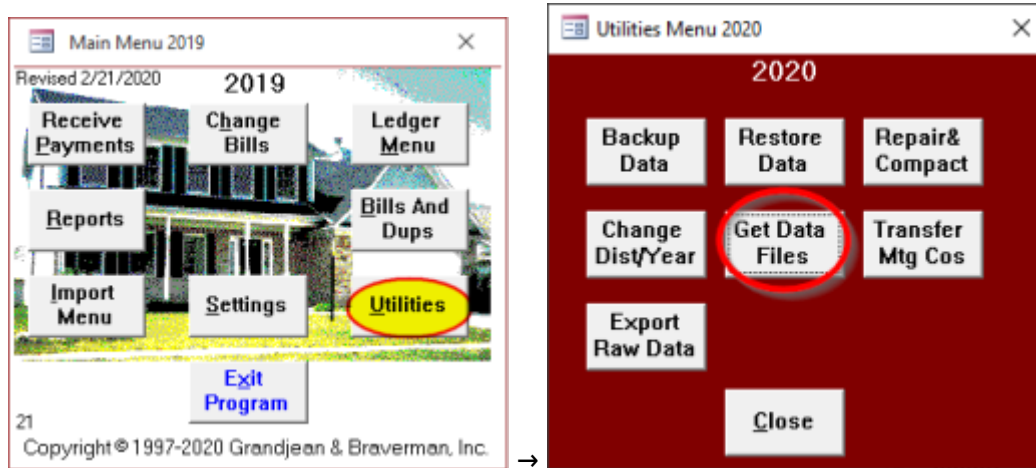 Main Menu 2019
Revised 2/21/2020
2019
Receive
Payments
Change
Bills
Ledger
Menu
Reports
Bills And
Dups
Import
Menu
Settings
Utilities
Exit
Program
21
Copyright © 1997-2020 Grandjean & Braverman, Inc.
→
Utilities Menu 2020
2020
Backup
Data
Restore
Data
Repair&
Compact
Change
Dist/Year
Get Data
Files
Transfer
Mtg Cos
Export
Raw Data
Close